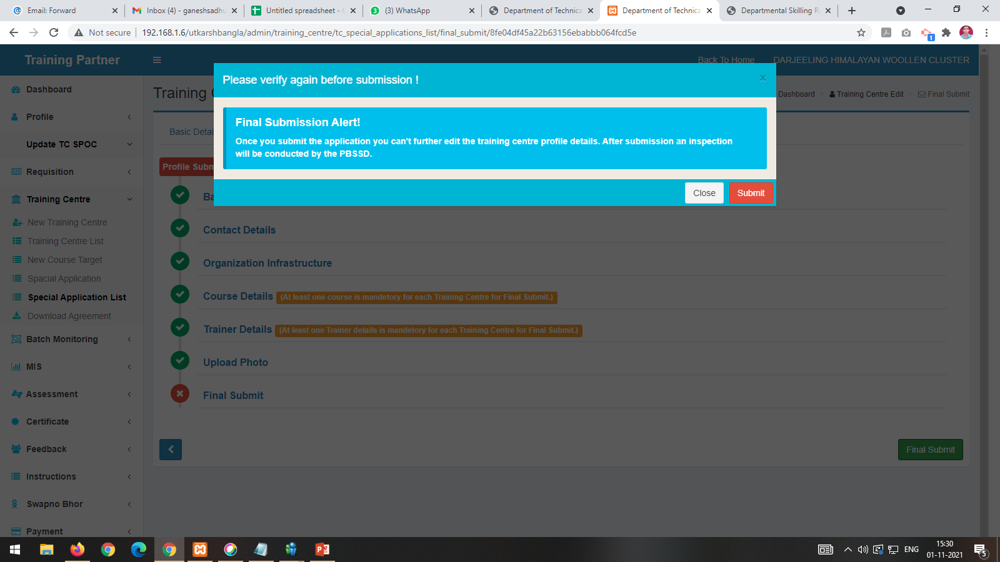 Email: Forward
Inbox (4) - ganeshsadhu
Untitled spreadsheet -
(3) WhatsApp
Department of Technica
Department of Technica
Departmental Skilling
Not secure
192.168.1.6/utkarshbangla/admin/training_centre/tc_special_applications_list/final_submit/8fe04df45a22b63156ebabbb064fcd5e
1
Training Partner
Back To Home
DARJEELING HIMALAYAN WOOLLEN CLUSTER
Please verify again before submission !
×
Final Submission Alert!
Once you submit the application you can't further edit the training centre profile details. After submission an inspection
will be conducted by the PBSSD.
Close
Submit
Dashboard
Profile
Update TC SPOC
Requisition
Training Centre
New Training Centre
Training Centre List
New Course Target
Spacial Application
Special Application List
Download Agreement
Batch Monitoring
MIS
Assessment
Certificate
Feedback
Instructions
Swapno Bhor
Payment
Training
Dashboard > Training Centre Edit > Final Submit
Basic Detai
Profile Subm
Ba
Contact Details
Organization Infrastructure
Course Details (At least one course is mandetory for each Training Centre for Final Submit.)
Trainer Details (At least one Trainer details is mandetory for each Training Centre for Final Submit.)
Upload Photo
Final Submit
Final Submit
ENG
15:30
01-11-2021
5